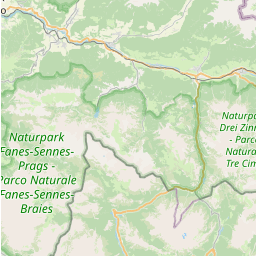 o
Naturpark
Fanes-Sennes-
Prags -
Parco Naturale
Fanes-Sennes-
Braies
Naturpa
Drei Zinn
- Parco
Natura
Tre Cim